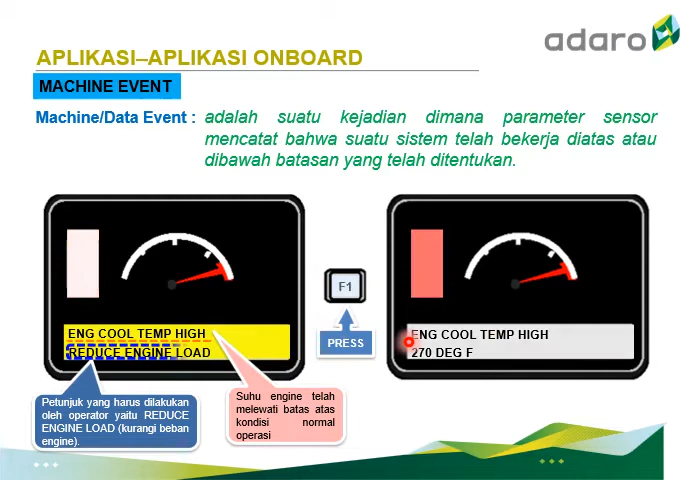 adaro
APLIKASI–APLIKASI ONBOARD
MACHINE EVENT
Machine/Data Event : adalah suatu kejadian dimana parameter sensor
mencatat bahwa suatu sistem telah bekerja diatas atau
dibawah batasan yang telah ditentukan.
ENG COOL TEMP HIGH
REDUCE ENGINE LOAD
F1
PRESS
ENG COOL TEMP HIGH
270 DEG F
Petunjuk yang harus dilakukan
oleh operator yaitu REDUCE
ENGINE LOAD (kurangi beban
engine).
Suhu engine telah
melewati batas atas
kondisi normal
operasi